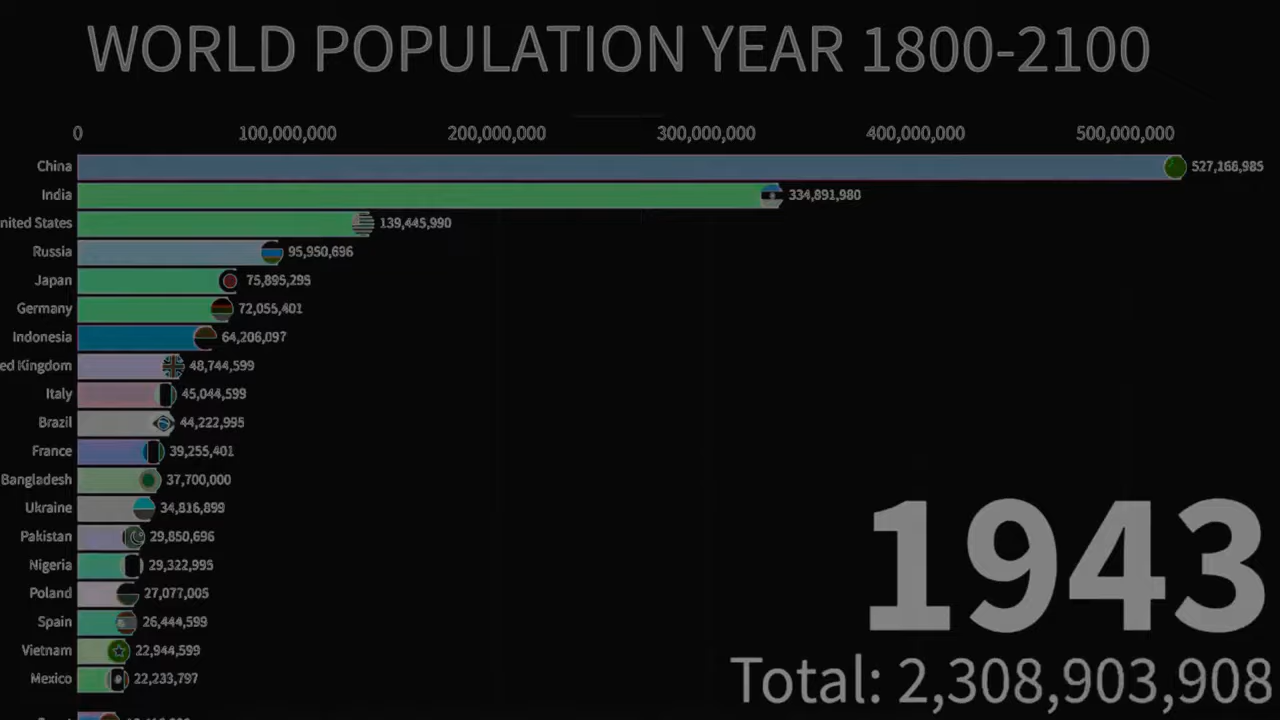 WORLD POPULATION YEAR 1800-2100
0 100,000,000 200,000,000 300,000,000 400,000,000 500,000,000
China 527,166,985
India 334,891,980
nited States 139,445,990
Russia 95,950,696
Japan 75,895,295
Germany 72,055,401
Indonesia 64,206,097
ed Kingdom 48,744,599
Italy 45,044,599
Brazil 44,222,995
France 39,255,401
Bangladesh 37,700,000
Ukraine 34,816,899
Pakistan 29,850,696
Nigeria 29,322,995
Poland 27,077,005
Spain 26,444,599
Vietnam 22,944,599
Mexico 22,233,797
1943
Total: 2,308,903,908